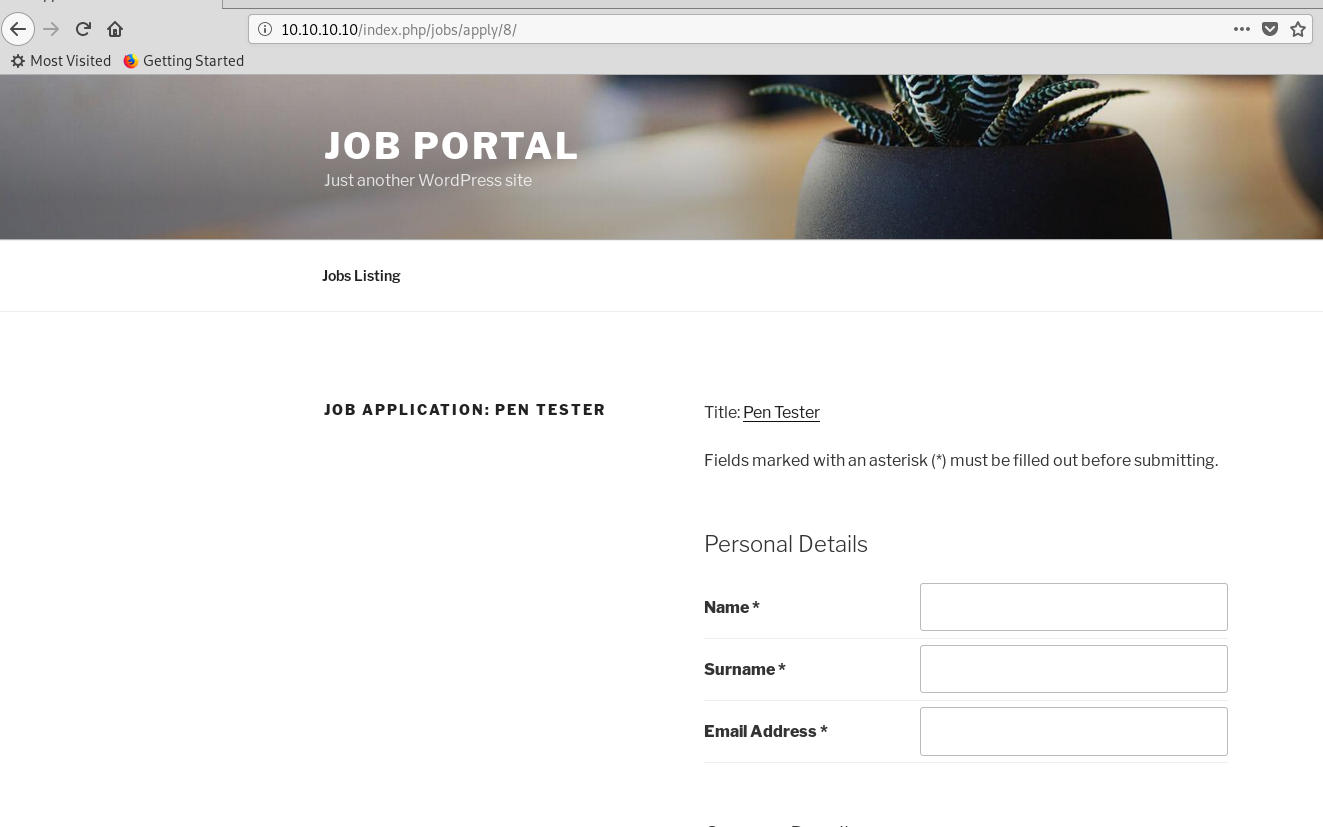 10.10.10.10/index.php/jobs/apply/8/
Most Visited Getting Started
JOB PORTAL
Just another WordPress site
Jobs Listing
JOB APPLICATION: PEN TESTER
Title: Pen Tester
Fields marked with an asterisk (*) must be filled out before submitting.
Personal Details
Name *
Surname *
Email Address *